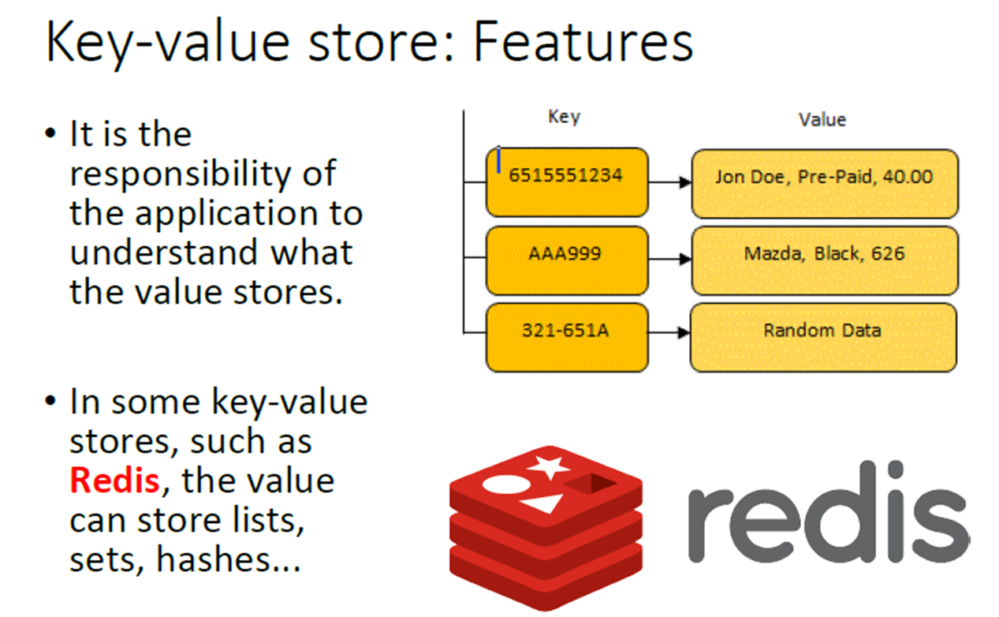 Key-value store: Features
• It is the
responsibility of
the application to
understand what
the value stores.
• In some key-value
stores, such as
Redis, the value
can store lists,
sets, hashes...
Key Value
6515551234 Jon Doe, Pre-Paid, 40.00
AAA999 Mazda, Black, 626
321-651A Random Data
redis